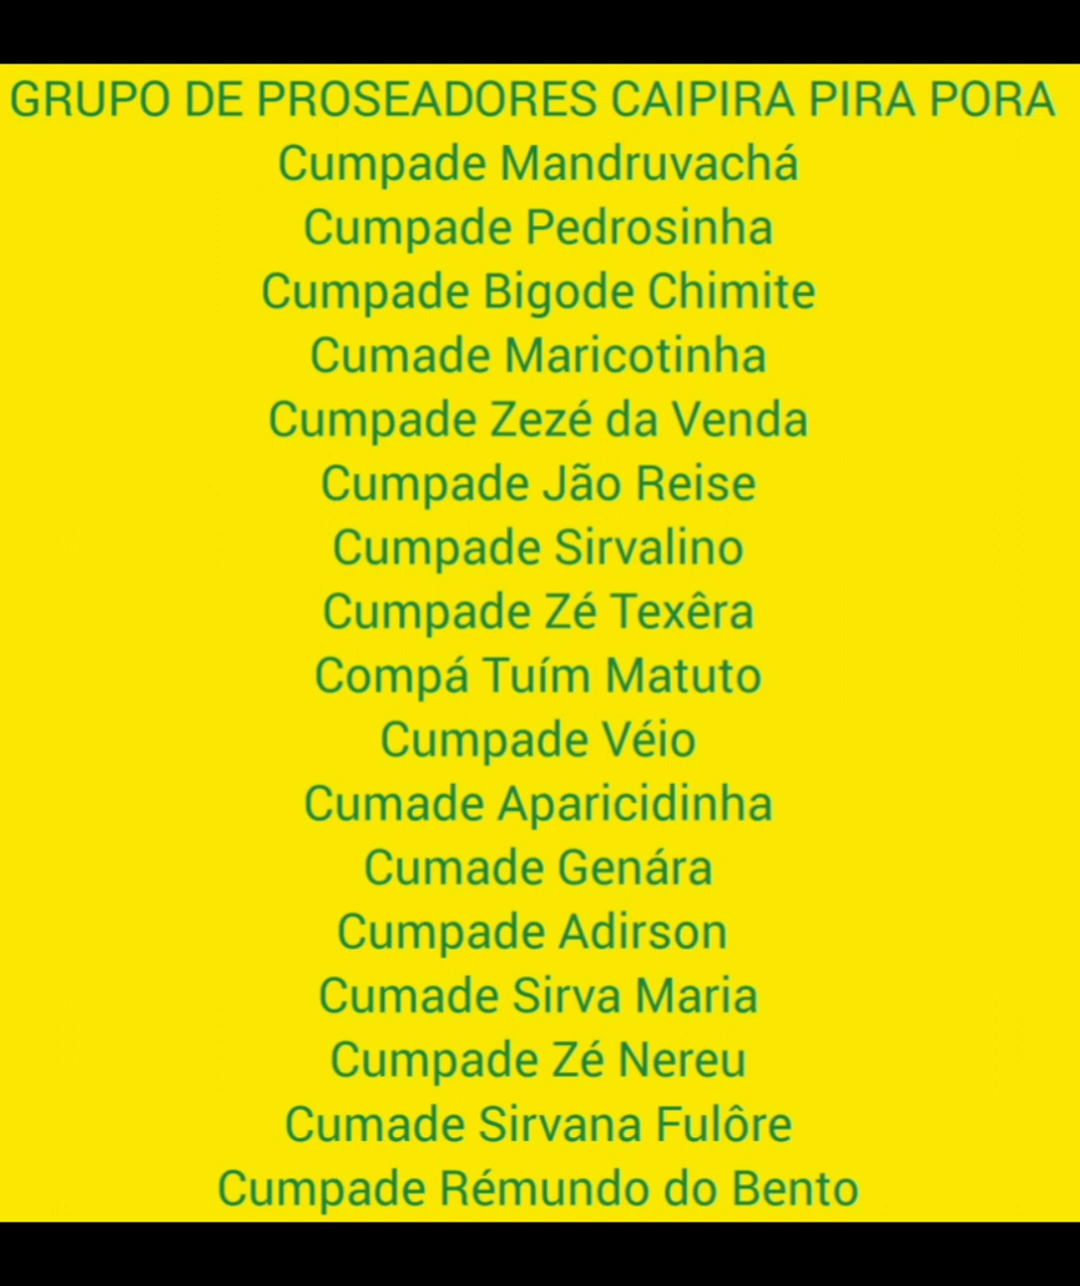 GRUPO DE PROSEADORES CAIPIRA PIRA PORA
Cumpade Mandruvachá
Cumpade Pedrosinha
Cumpade Bigode Chimite
Cumade Maricotinha
Cumpade Zezé da Venda
Cumpade Jão Reise
Cumpade Sirvalino
Cumpade Zé Texêra
Compá Tuím Matuto
Cumpade Véio
Cumade Aparicidinha
Cumade Genára
Cumpade Adirson
Cumade Sirva Maria
Cumpade Zé Nereu
Cumade Sirvana Fulôre
Cumpade Rémundo do Bento